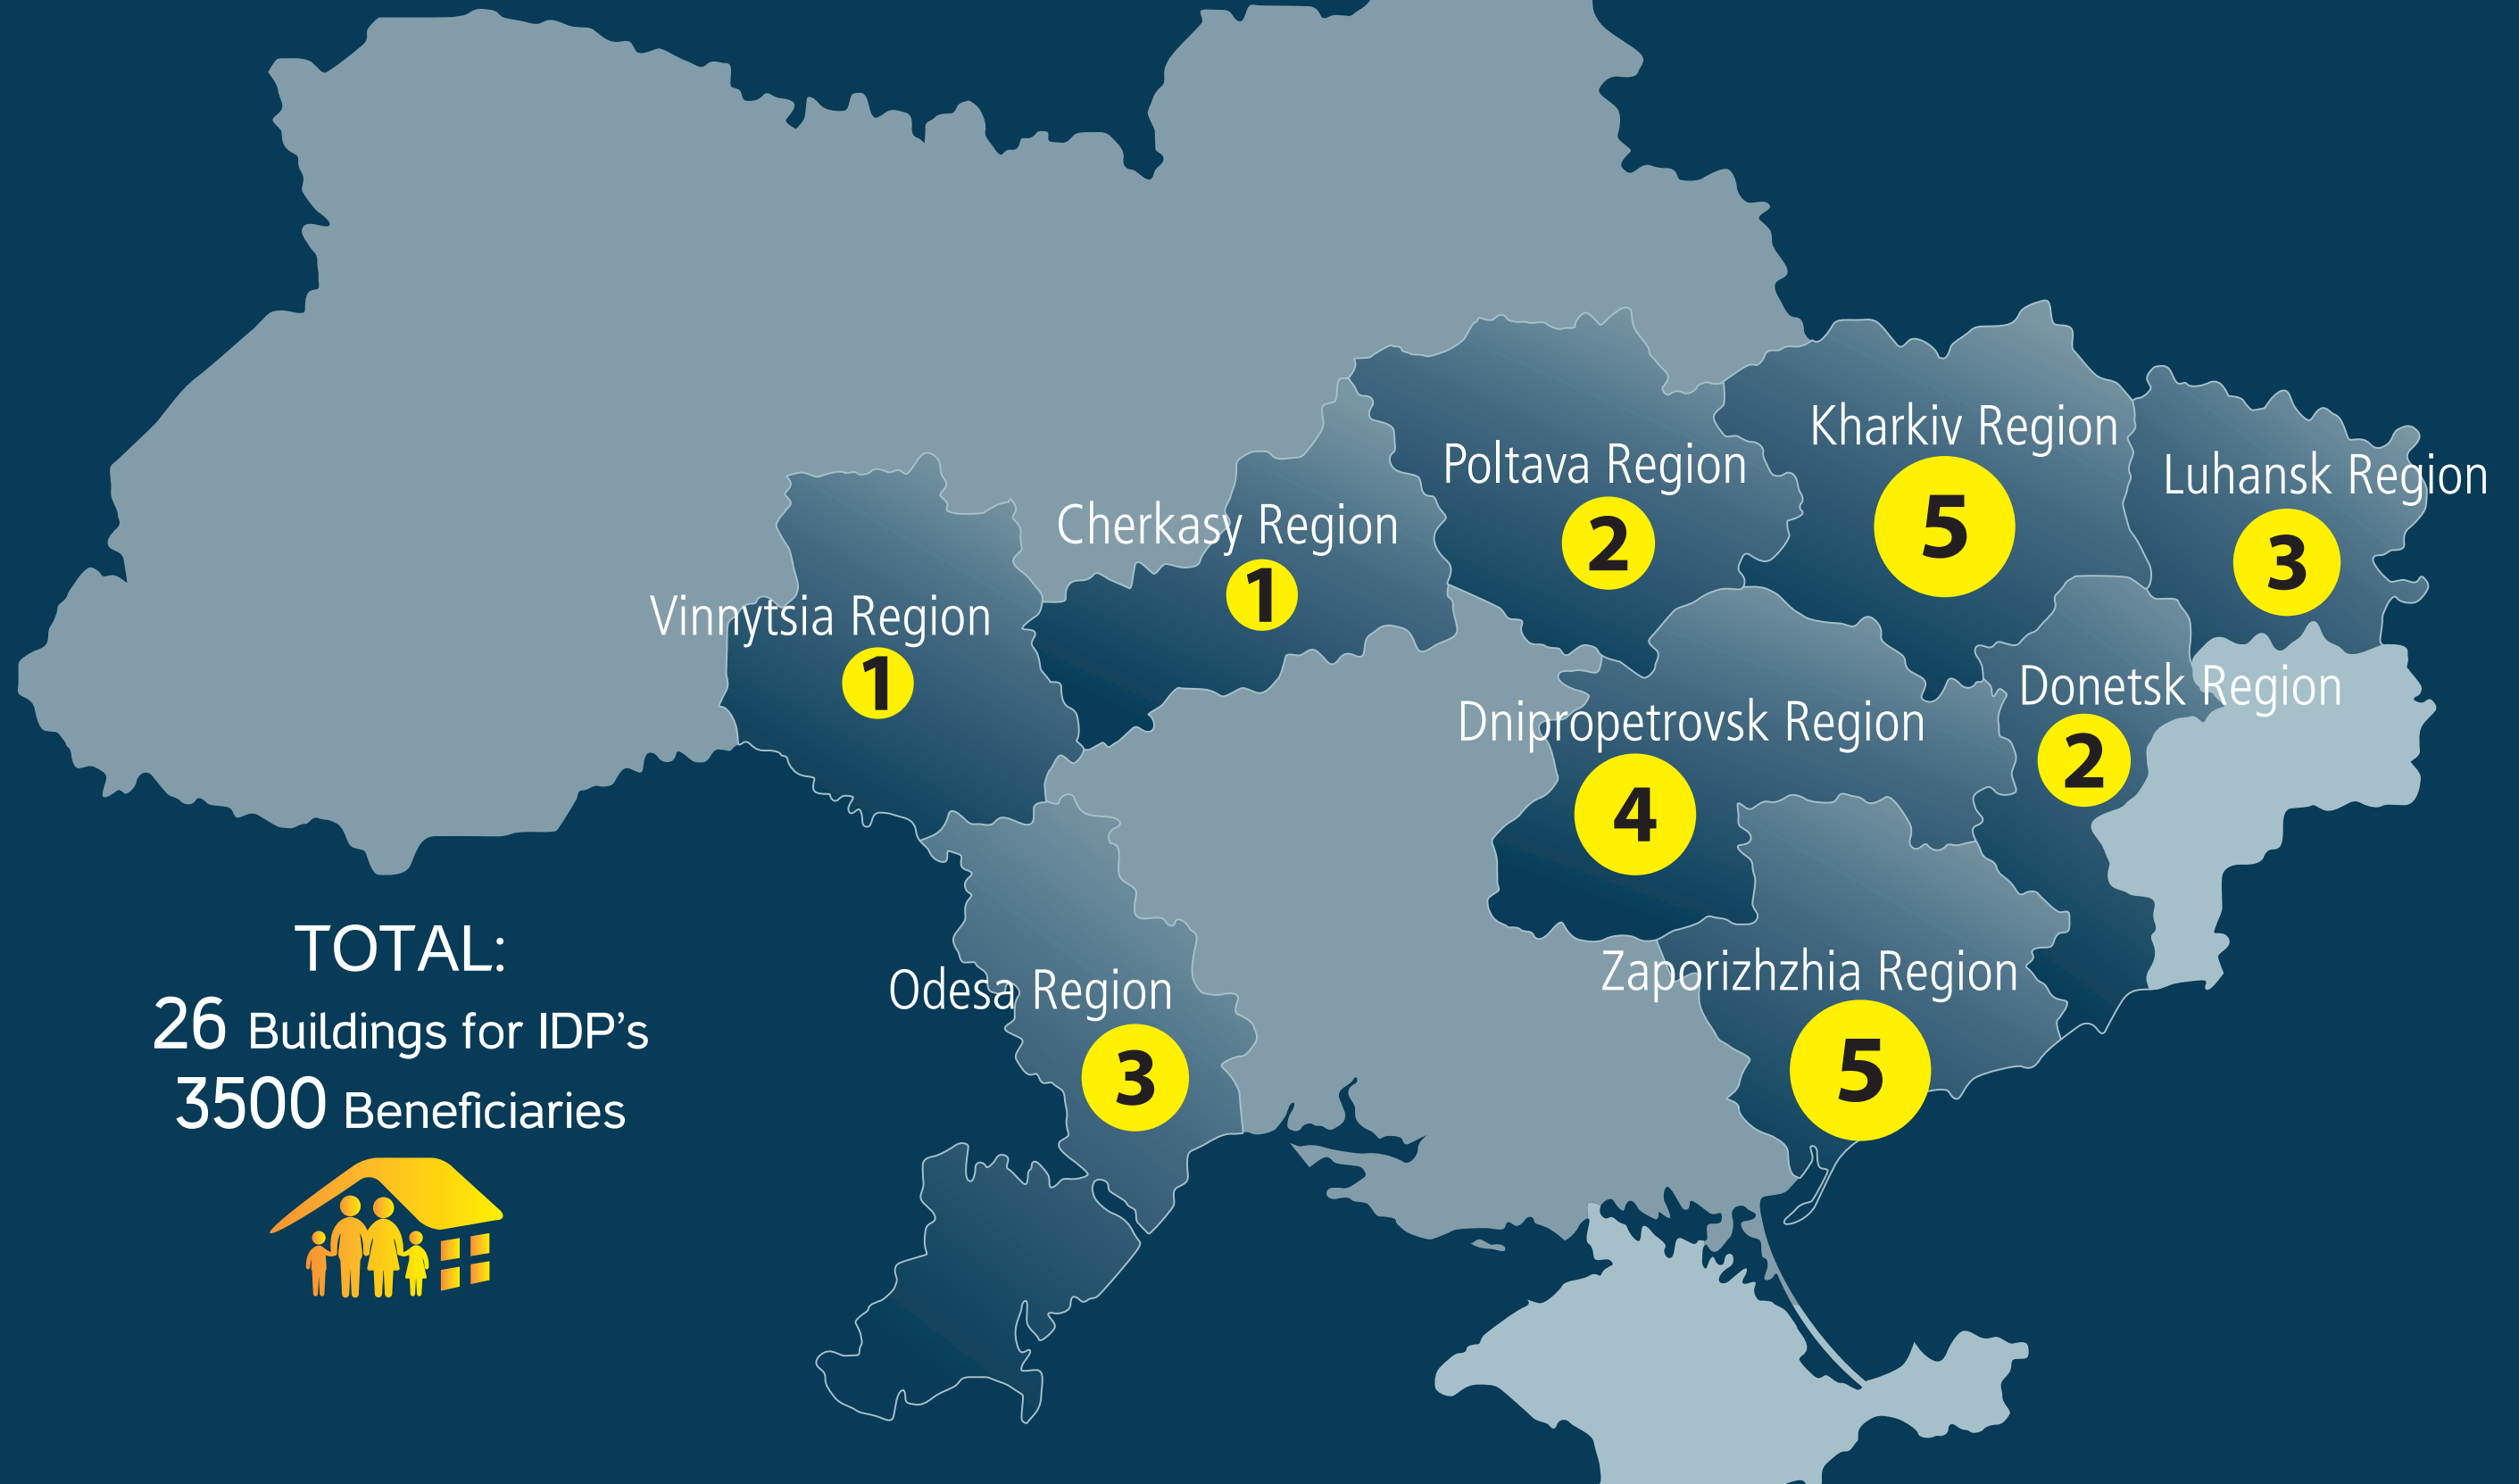 Kharkiv Region
5
Poltava Region
2
Luhansk Region
3
Cherkasy Region
1
Vinnytsia Region
1
Donetsk Region
2
Dnipropetrovsk Region
4
Zaporizhzhia Region
5
Odesa Region
3
TOTAL:
26 Buildings for IDP’s
3500 Beneficiaries